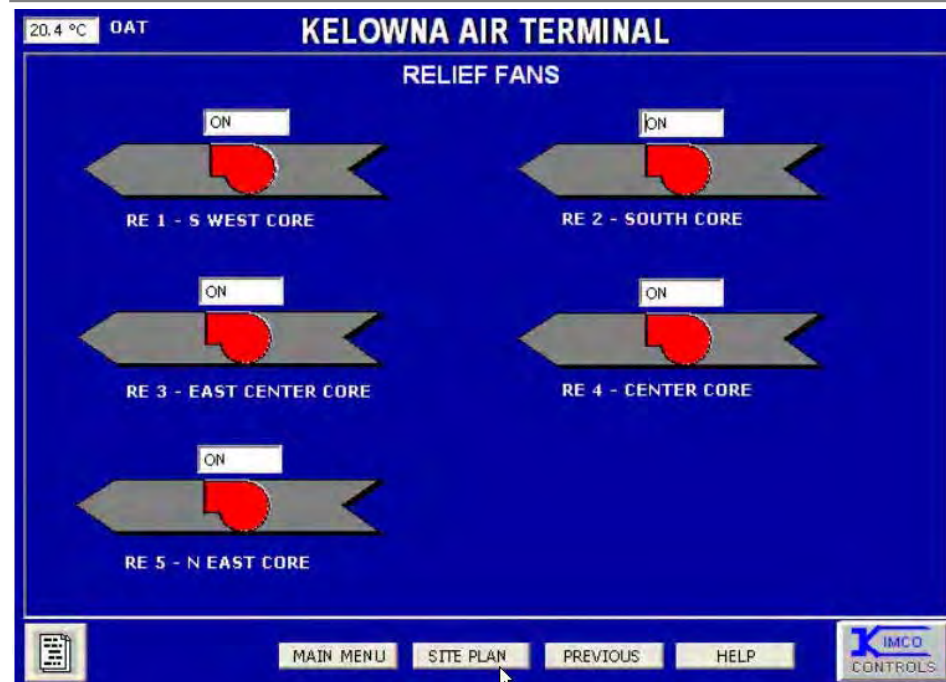 20.4 °C OAT KELOWNA AIR TERMINAL
RELIEF FANS
ON ON
RE 1 - S WEST CORE RE 2 - SOUTH CORE
ON ON
RE 3 - EAST CENTER CORE RE 4 - CENTER CORE
ON
RE 5 - N EAST CORE
MAIN MENU SITE PLAN PREVIOUS HELP
KIMCO
CONTROLS